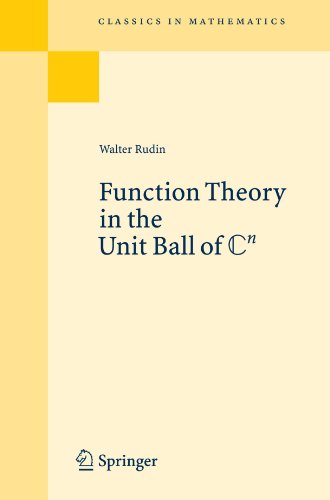 CLASSICS IN MATHEMATICS
Walter Rudin
Function Theory
in the
Unit Ball of ℂⁿ
Springer